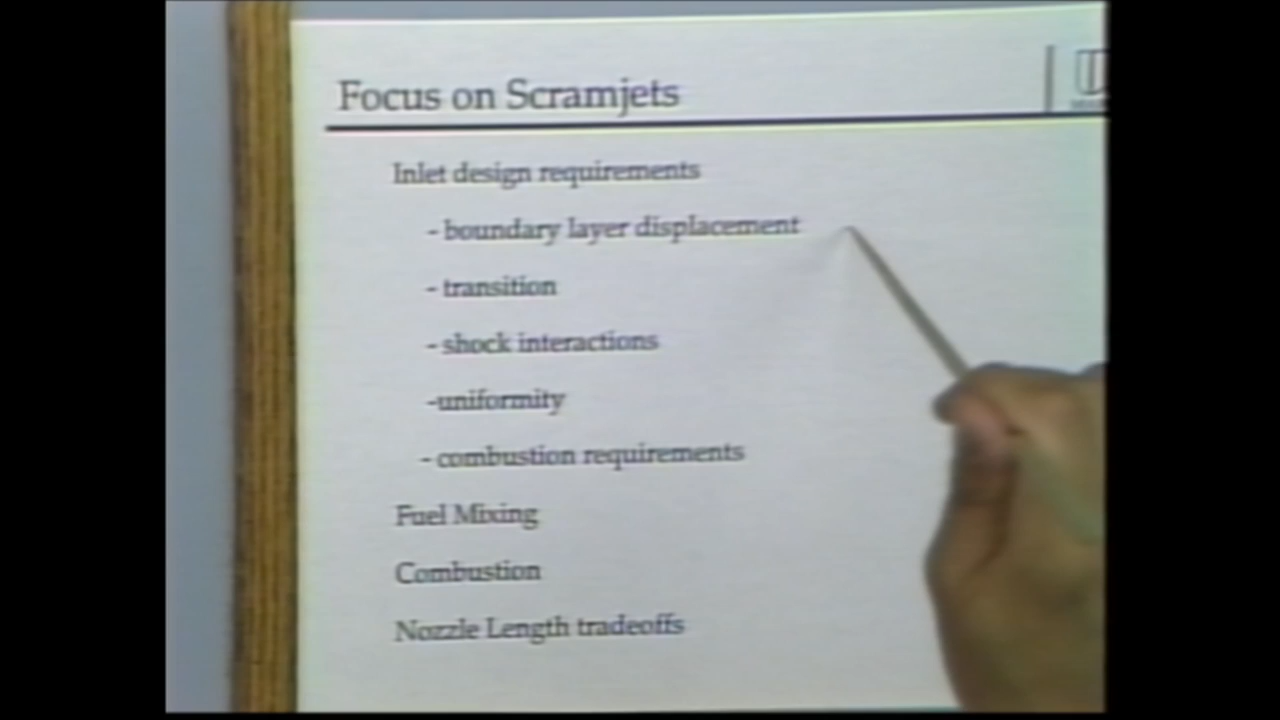 Focus on Scramjets
Inlet design requirements
- boundary layer displacement
- transition
- shock interactions
-uniformity
- combustion requirements
Fuel Mixing
Combustion
Nozzle Length tradeoffs